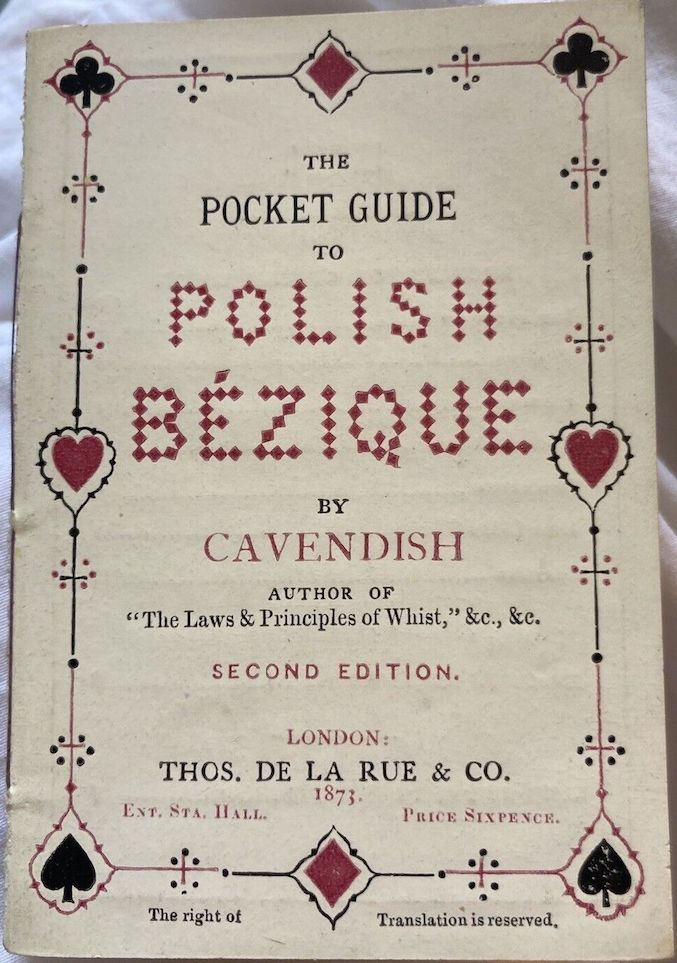 THE
POCKET GUIDE
TO
POLISH
BÉZIQUE
BY
CAVENDISH
AUTHOR OF
“The Laws & Principles of Whist,” &c., &c.
SECOND EDITION.
LONDON:
THOS. DE LA RUE & CO.
1873.
ENT. STA. HALL. PRICE SIXPENCE.
The right of Translation is reserved.